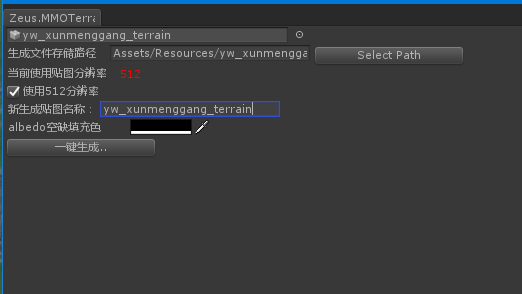 Zeus.MMOTerra
yw_xunmenggang_terrain
生成文件存储路径 Assets/Resources/yw_xunmengga Select Path
当前使用贴图分辨率 512
使用512分辨率
新生成贴图名称： yw_xunmenggang_terrain
albedo空缺填充色
一键生成..